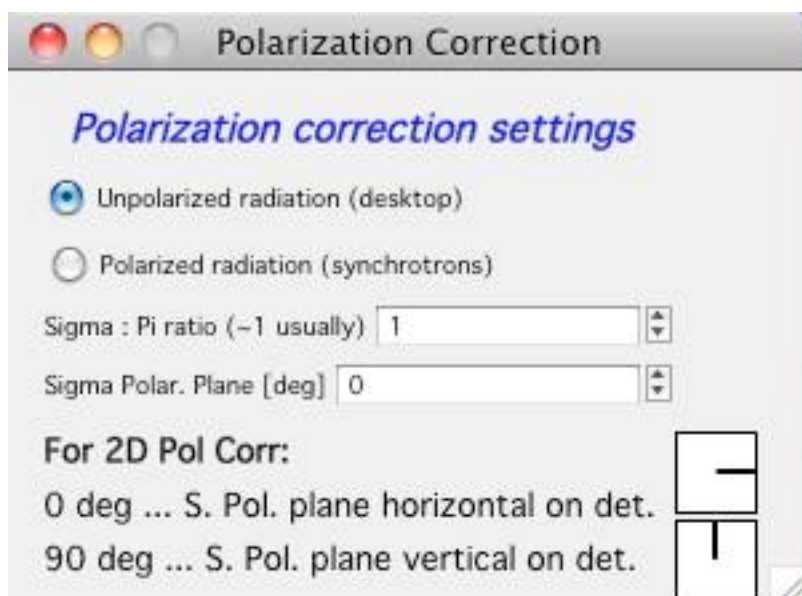 Polarization Correction
Polarization correction settings
Unpolarized radiation (desktop)
Polarized radiation (synchrotrons)
Sigma : Pi ratio (~1 usually) 1
Sigma Polar. Plane [deg] 0
For 2D Pol Corr:
0 deg ... S. Pol. plane horizontal on det.
90 deg ... S. Pol. plane vertical on det.